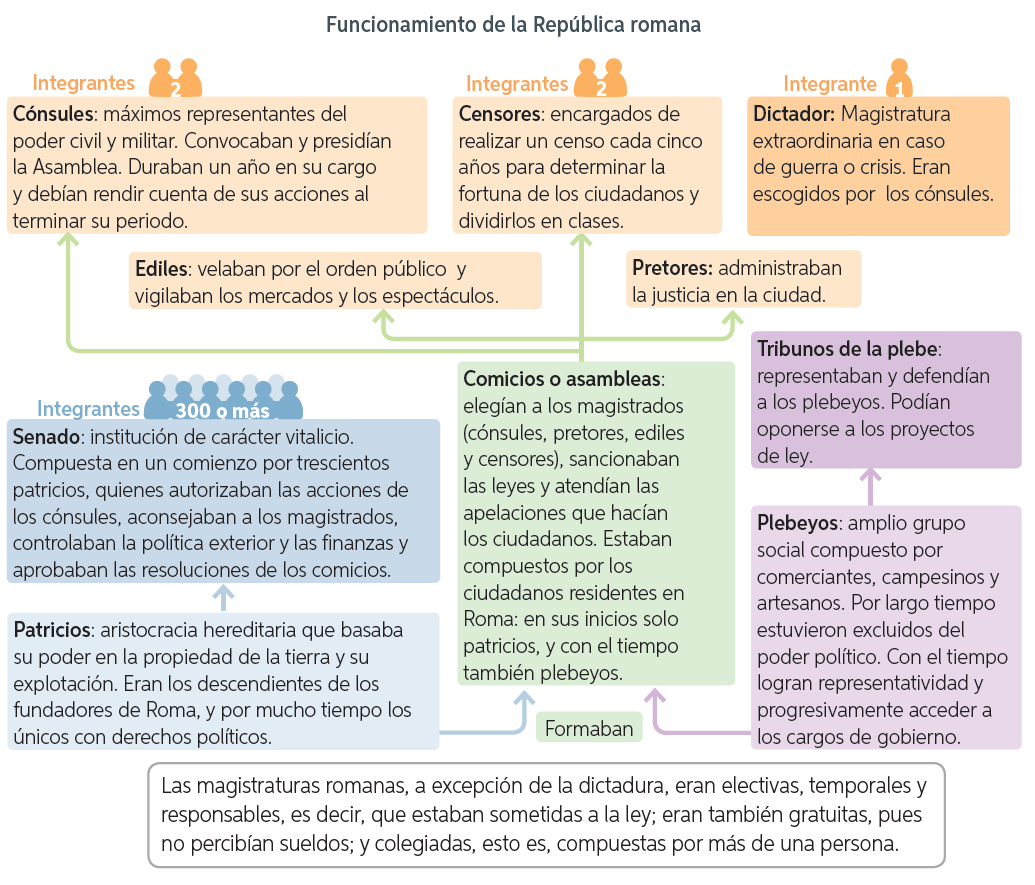 Funcionamiento de la República romana
Integrantes 2
Cónsules: máximos representantes del
poder civil y militar. Convocaban y presidían
la Asamblea. Duraban un año en su cargo
y debían rendir cuenta de sus acciones al
terminar su periodo.
Integrantes 2
Censores: encargados de
realizar un censo cada cinco
años para determinar la
fortuna de los ciudadanos y
dividirlos en clases.
Integrante 1
Dictador: Magistratura
extraordinaria en caso
de guerra o crisis. Eran
escogidos por los cónsules.
Ediles: velaban por el orden público y
vigilaban los mercados y los espectáculos.
Pretores: administraban
la justicia en la ciudad.
Integrantes 300 o más
Senado: institución de carácter vitalicio.
Compuesta en un comienzo por trescientos
patricios, quienes autorizaban las acciones de
los cónsules, aconsejaban a los magistrados,
controlaban la política exterior y las finanzas y
aprobaban las resoluciones de los comicios.
Patricios: aristocracia hereditaria que basaba
su poder en la propiedad de la tierra y su
explotación. Eran los descendientes de los
fundadores de Roma, y por mucho tiempo los
únicos con derechos políticos.
Comicios o asambleas:
elegían a los magistrados
(cónsules, pretores, ediles
y censores), sancionaban
las leyes y atendían las
apelaciones que hacían
los ciudadanos. Estaban
compuestos por los
ciudadanos residentes en
Roma: en sus inicios solo
patricios, y con el tiempo
también plebeyos.
Formaban
Tribunos de la plebe:
representaban y defendían
a los plebeyos. Podían
oponerse a los proyectos
de ley.
Plebeyos: amplio grupo
social compuesto por
comerciantes, campesinos y
artesanos. Por largo tiempo
estuvieron excluidos del
poder político. Con el tiempo
logran representatividad y
progresivamente acceder a
los cargos de gobierno.
Las magistraturas romanas, a excepción de la dictadura, eran electivas, temporales y
responsables, es decir, que estaban sometidas a la ley; eran también gratuitas, pues
no percibían sueldos; y colegiadas, esto es, compuestas por más de una persona.